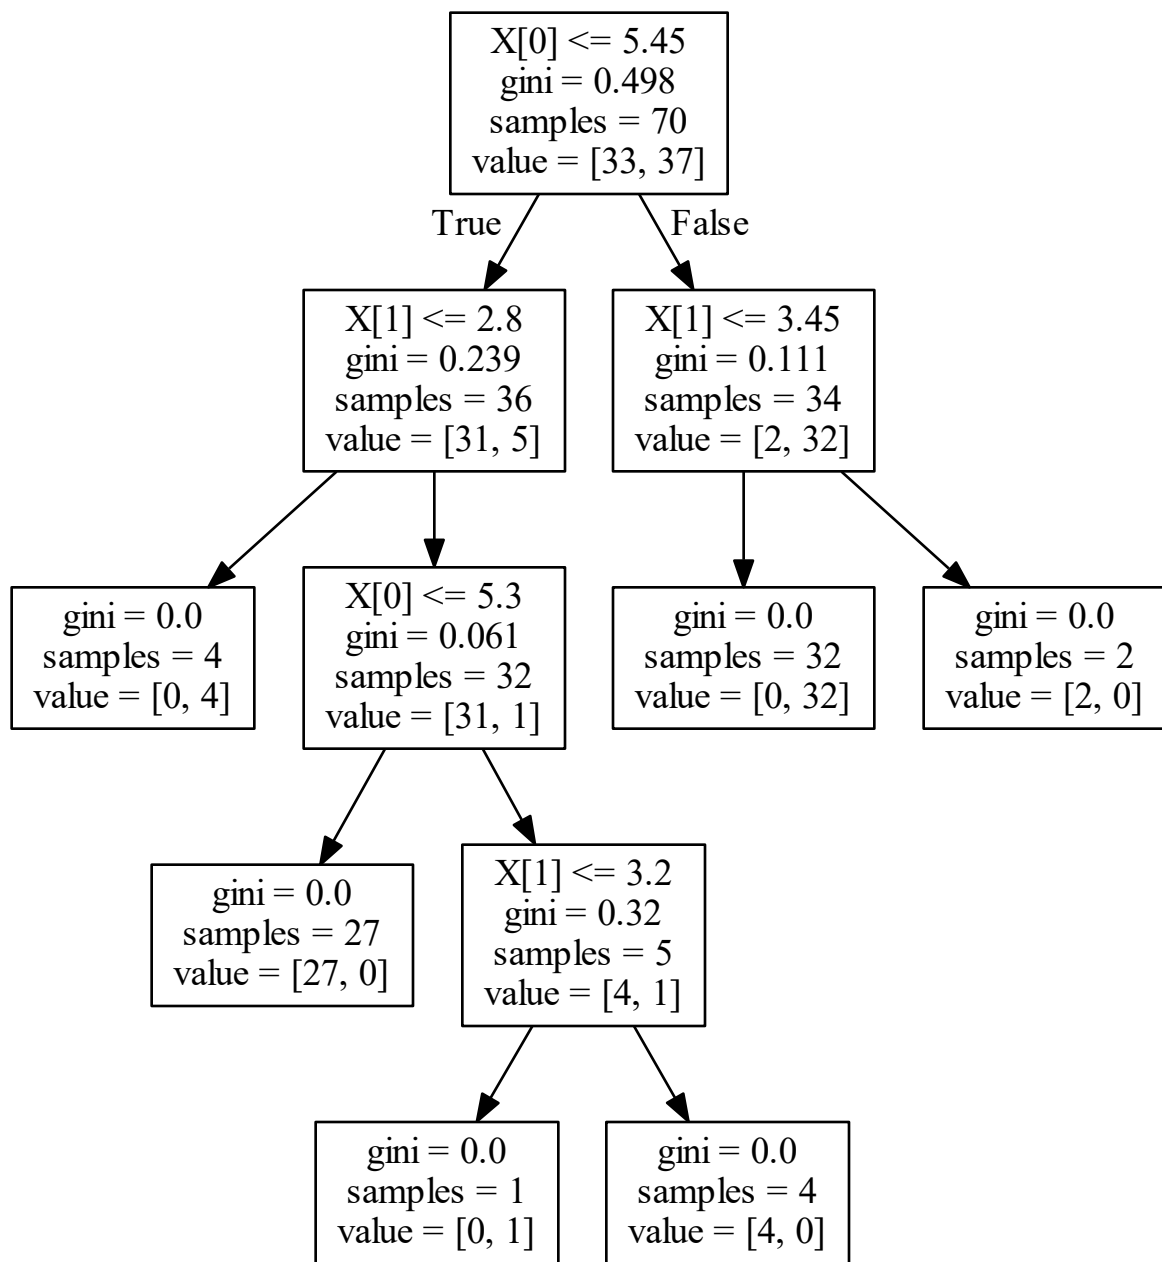 X[0] <= 5.45
gini = 0.498
samples = 70
value = [33, 37]
True
False
X[1] <= 2.8
gini = 0.239
samples = 36
value = [31, 5]
X[1] <= 3.45
gini = 0.111
samples = 34
value = [2, 32]
gini = 0.0
samples = 4
value = [0, 4]
X[0] <= 5.3
gini = 0.061
samples = 32
value = [31, 1]
gini = 0.0
samples = 32
value = [0, 32]
gini = 0.0
samples = 2
value = [2, 0]
gini = 0.0
samples = 27
value = [27, 0]
X[1] <= 3.2
gini = 0.32
samples = 5
value = [4, 1]
gini = 0.0
samples = 1
value = [0, 1]
gini = 0.0
samples = 4
value = [4, 0]